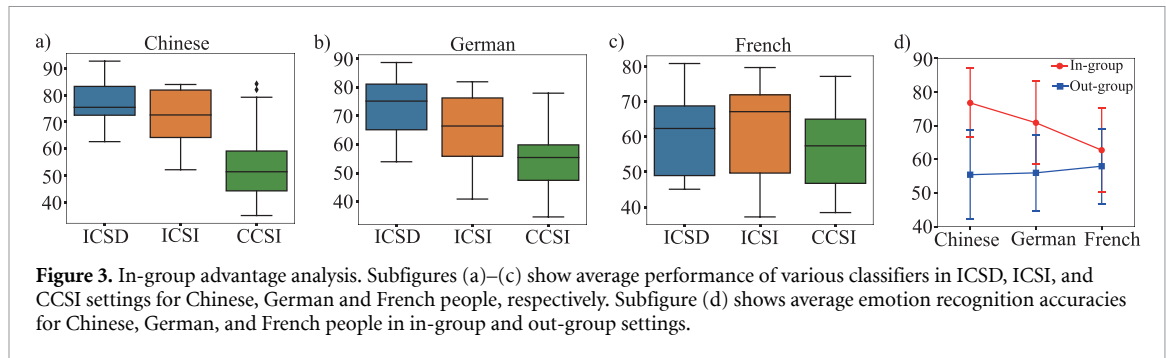 a) Chinese
90
80
70
60
50
40
ICSD ICSI CCSI
b) German
90
80
70
60
50
40
ICSD ICSI CCSI
c) French
80
70
60
50
40
ICSD ICSI CCSI
d)
90
80
70
60
50
40
In-group
Out-group
Chinese German French
Figure 3. In-group advantage analysis. Subfigures (a)–(c) show average performance of various classifiers in ICSD, ICSI, and
CCSI settings for Chinese, German and French people, respectively. Subfigure (d) shows average emotion recognition accuracies
for Chinese, German, and French people in in-group and out-group settings.